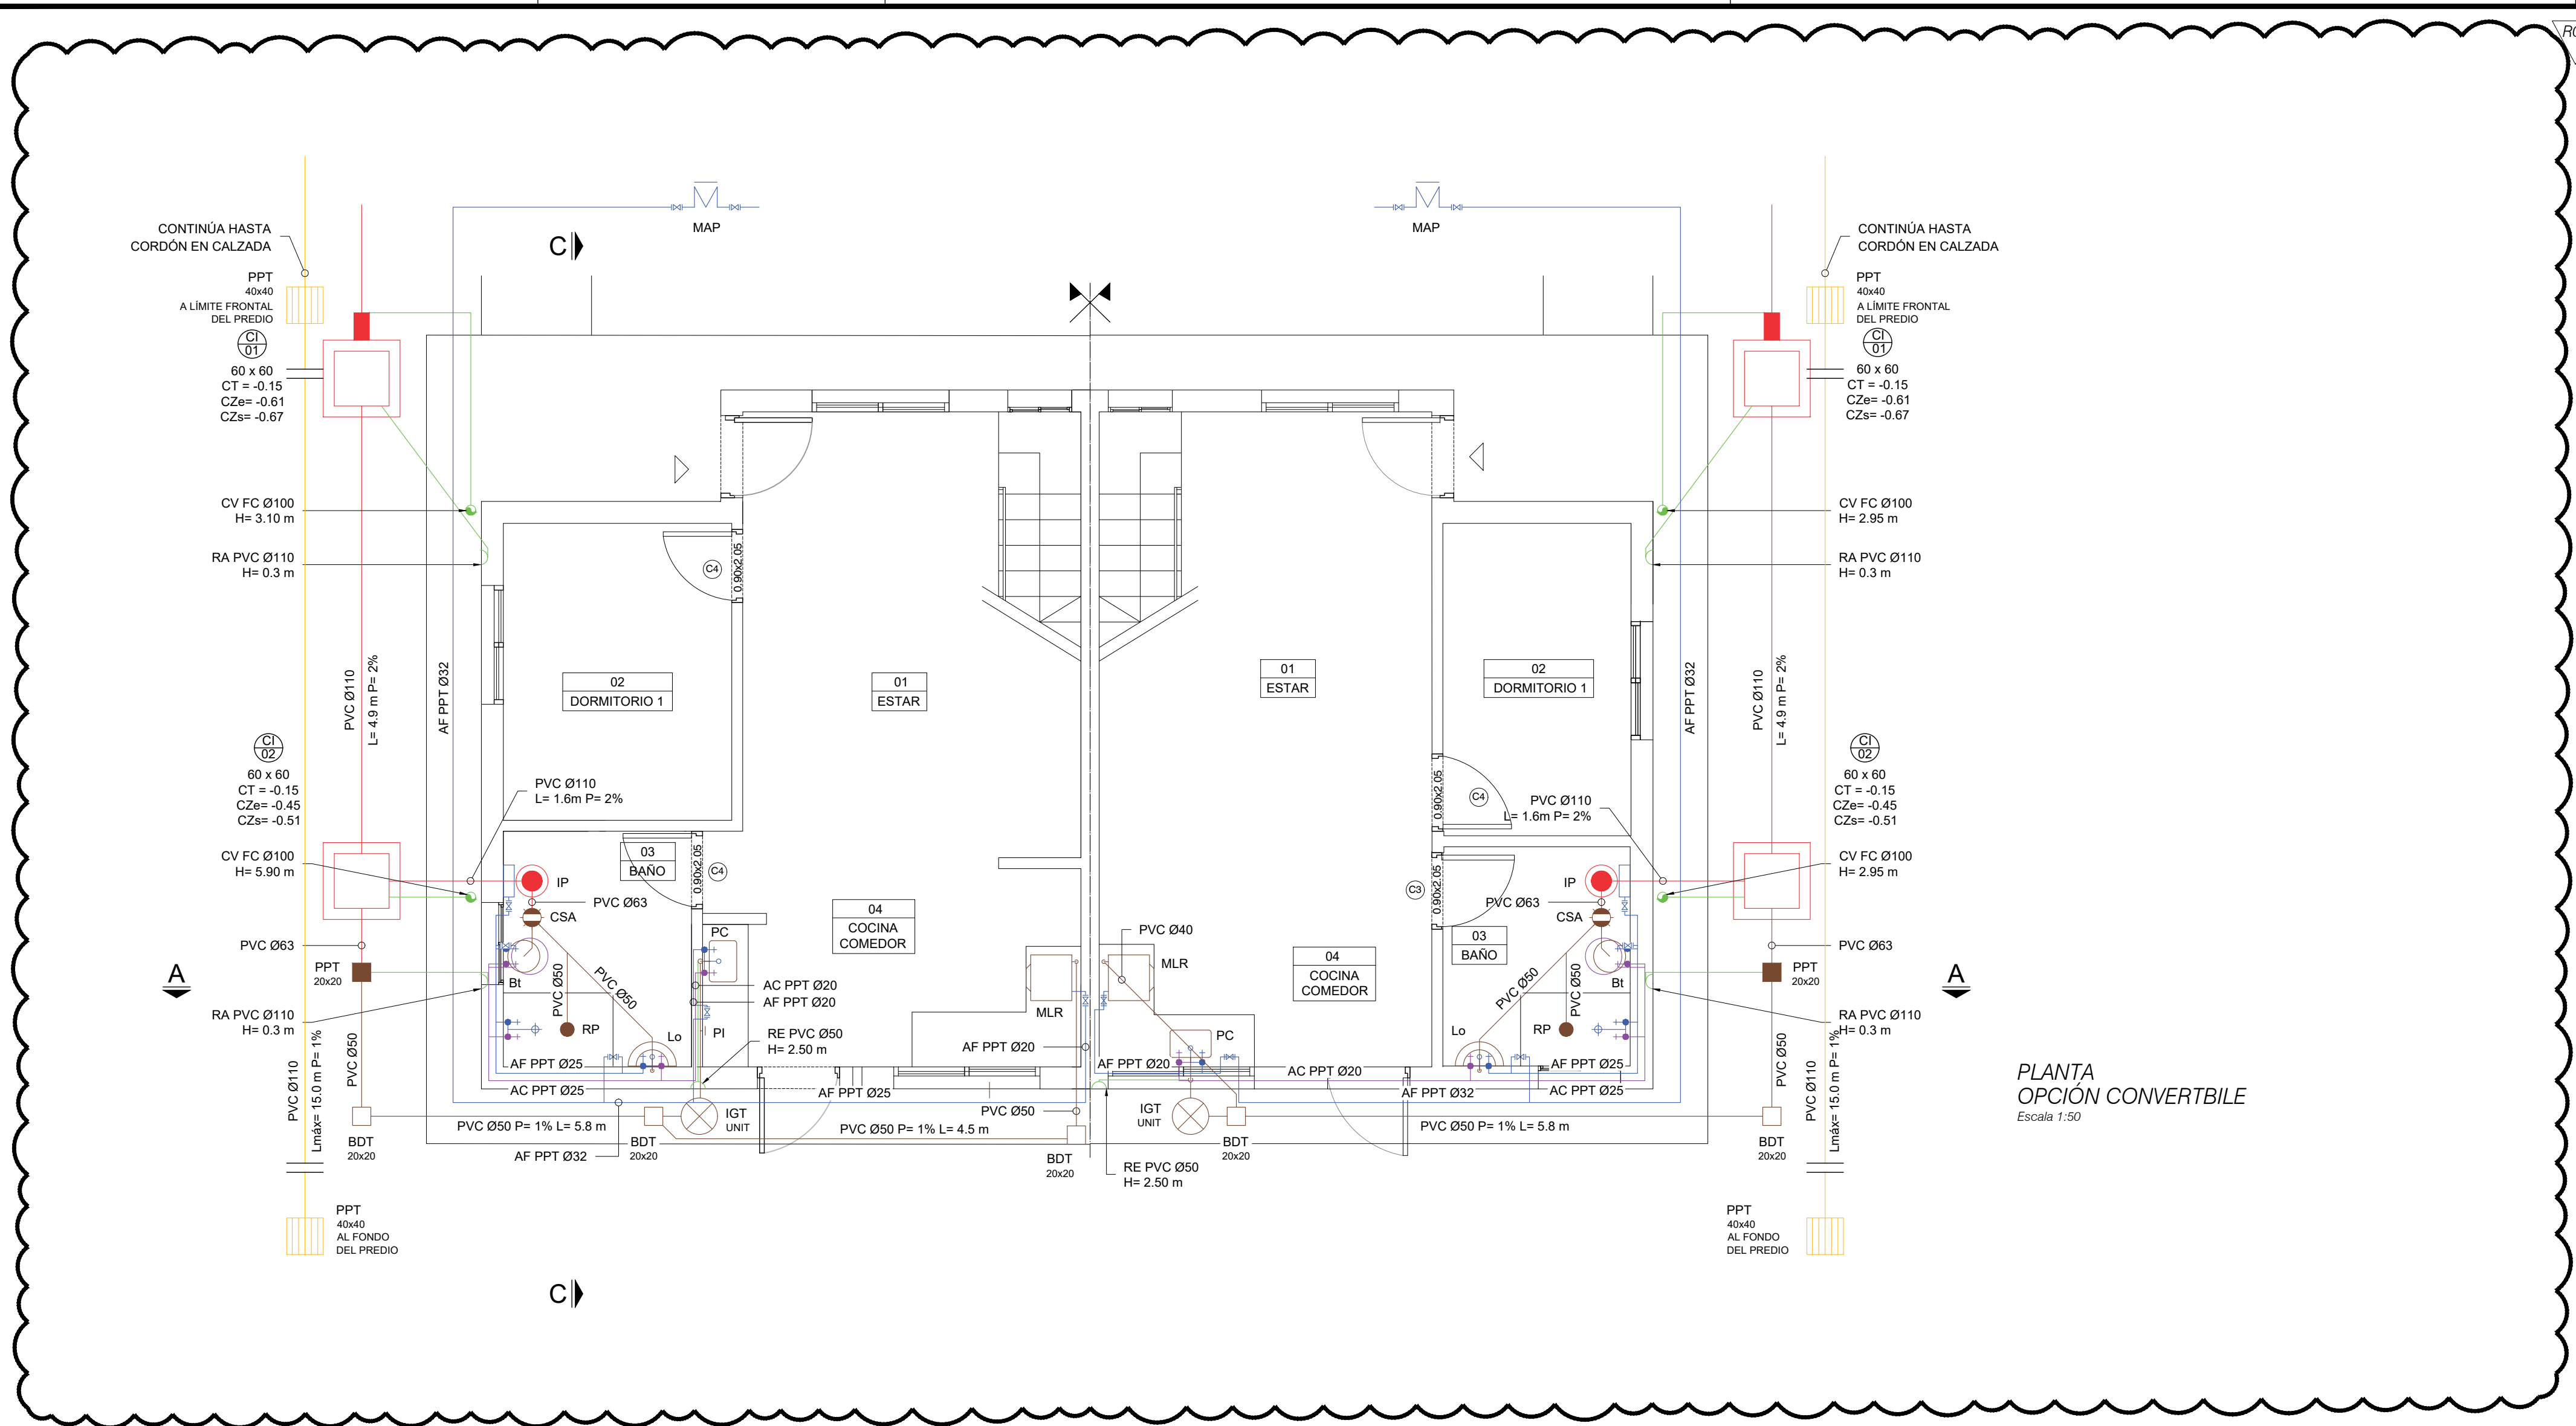 MAP
MAP
C
CONTINÚA HASTA
CORDÓN EN CALZADA
PPT
40x40
A LÍMITE FRONTAL
DEL PREDIO
CI
01
60 x 60
CT = -0.15
CZe= -0.61
CZs= -0.67
CV FC Ø100
H= 3.10 m
RA PVC Ø110
H= 0.3 m
PVC Ø110
L= 4.9 m P= 2%
AF PPT Ø32
CI
02
60 x 60
CT = -0.15
CZe= -0.45
CZs= -0.51
CV FC Ø100
H= 5.90 m
PVC Ø63
PPT
20x20
A
RA PVC Ø110
H= 0.3 m
PVC Ø110
Lmáx= 15.0 m P= 1%
PVC Ø50
BDT
20x20
PPT
40x40
AL FONDO
DEL PREDIO
C
02
DORMITORIO 1
C4
0.90x2.05
01
ESTAR
PVC Ø110
L= 1.6m P= 2%
03
BAÑO
0.90x2.05
C4
IP
PVC Ø63
CSA
Bt
PVC Ø50
PVC Ø50
RP
Lo
PC
PI
04
COCINA
COMEDOR
AC PPT Ø20
AF PPT Ø20
RE PVC Ø50
H= 2.50 m
MLR
AF PPT Ø20
AF PPT Ø25
AC PPT Ø25
AF PPT Ø25
IGT
UNIT
PVC Ø50
PVC Ø50 P= 1% L= 5.8 m
BDT
20x20
PVC Ø50 P= 1% L= 4.5 m
AF PPT Ø32
BDT
20x20
01
ESTAR
02
DORMITORIO 1
0.90x2.05
C4
PVC Ø110
L= 1.6m P= 2%
C3
0.90x2.05
IP
PVC Ø63
CSA
03
BAÑO
PVC Ø50
PVC Ø50
Bt
Lo
RP
PVC Ø40
MLR
04
COCINA
COMEDOR
PC
AF PPT Ø20
AC PPT Ø20
AF PPT Ø25
AF PPT Ø32
AC PPT Ø25
IGT
UNIT
PVC Ø50 P= 1% L= 5.8 m
BDT
20x20
RE PVC Ø50
H= 2.50 m
CONTINÚA HASTA
CORDÓN EN CALZADA
PPT
40x40
A LÍMITE FRONTAL
DEL PREDIO
CI
01
60 x 60
CT = -0.15
CZe= -0.61
CZs= -0.67
CV FC Ø100
H= 2.95 m
RA PVC Ø110
H= 0.3 m
AF PPT Ø32
PVC Ø110
L= 4.9 m P= 2%
CI
02
60 x 60
CT = -0.15
CZe= -0.45
CZs= -0.51
CV FC Ø100
H= 2.95 m
PVC Ø63
PPT
20x20
A
RA PVC Ø110
H= 0.3 m
PVC Ø50
PVC Ø110
Lmáx= 15.0 m P= 1%
BDT
20x20
PPT
40x40
AL FONDO
DEL PREDIO
PLANTA
OPCIÓN CONVERTBILE
Escala 1:50